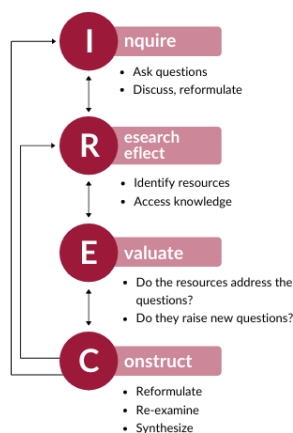 I nquire
• Ask questions
• Discuss, reformulate
R esearch
eflect
• Identify resources
• Access knowledge
E valuate
• Do the resources address the
questions?
• Do they raise new questions?
C onstruct
• Reformulate
• Re-examine
• Synthesize